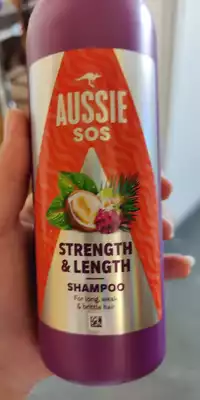 AUSSIE
SOS
STRENGTH
& LENGTH
SHAMPOO
For long, weak
& brittle hair